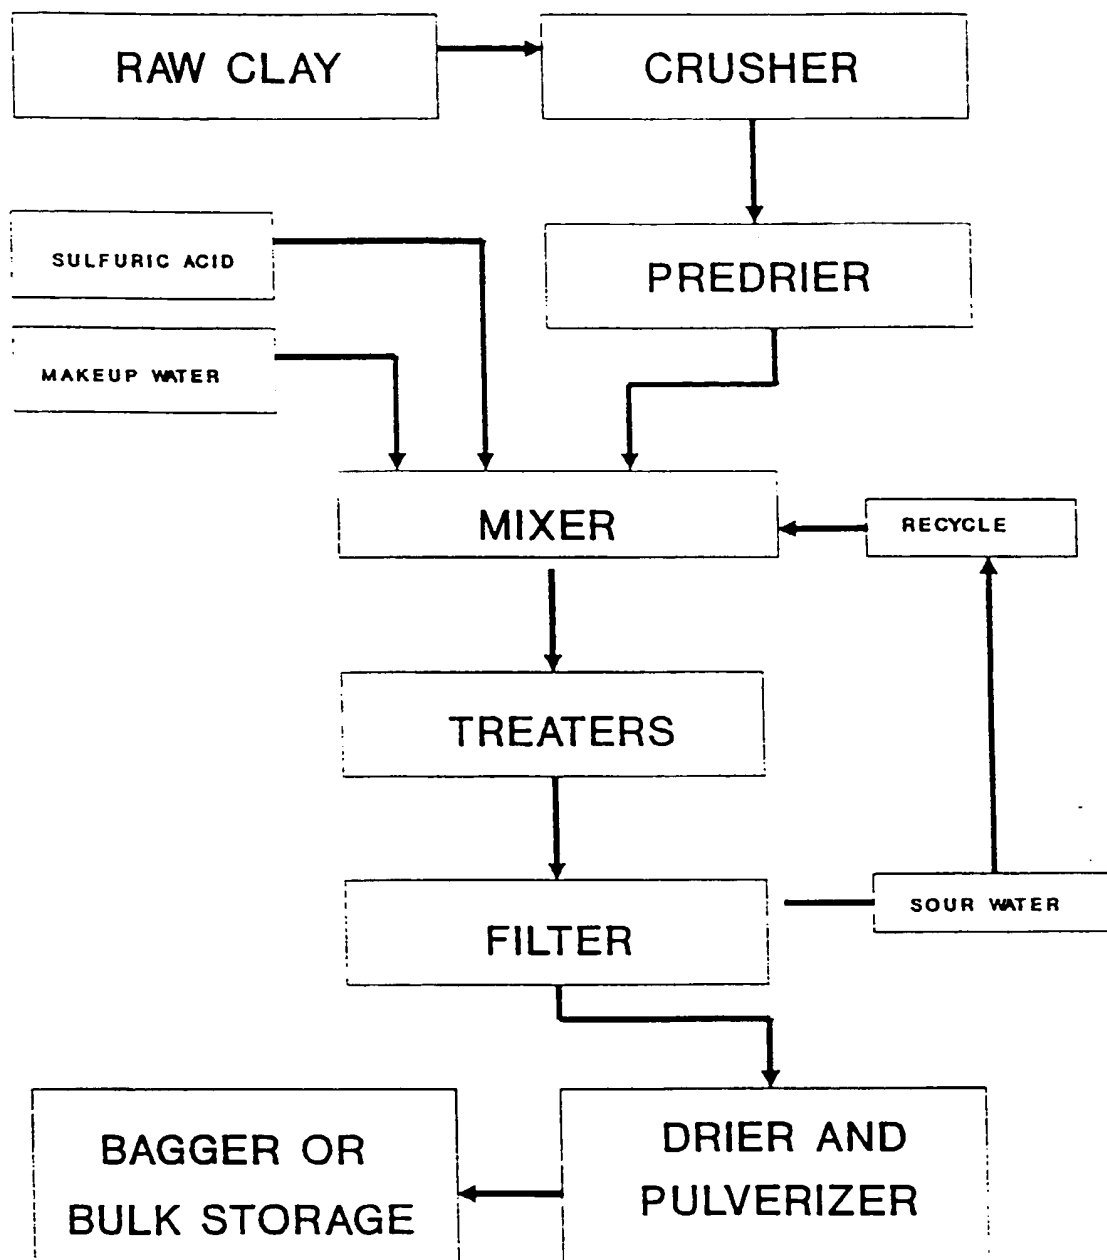 RAW CLAY
CRUSHER
SULFURIC ACID
PREDRIER
MAKEUP WATER
MIXER
RECYCLE
TREATERS
FILTER
SOUR WATER
BAGGER OR
BULK STORAGE
DRIER AND
PULVERIZER